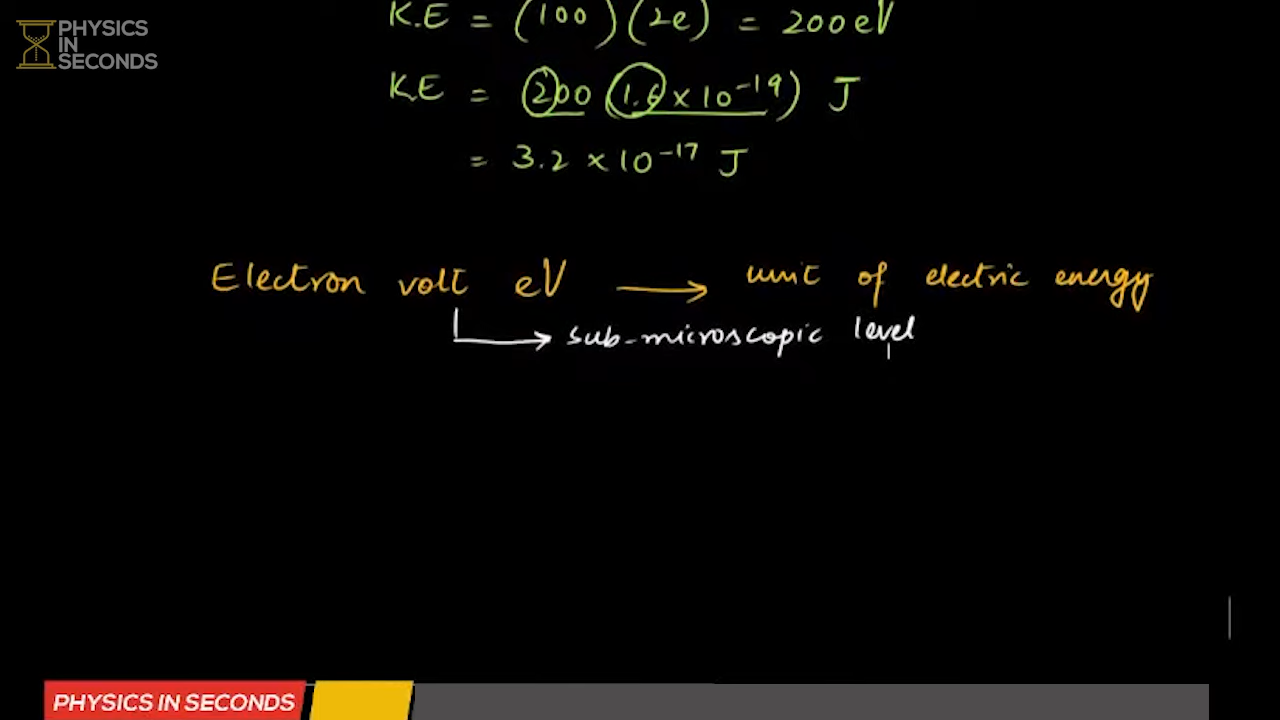 PHYSICS
IN
SECONDS
K.E = (100)(2e) = 200eV
K.E = (200 (1.6 × 10⁻¹⁹) J
= 3.2 × 10⁻¹⁷ J
Electron volt eV → unit of electric energy
sub-microscopic level
PHYSICS IN SECONDS